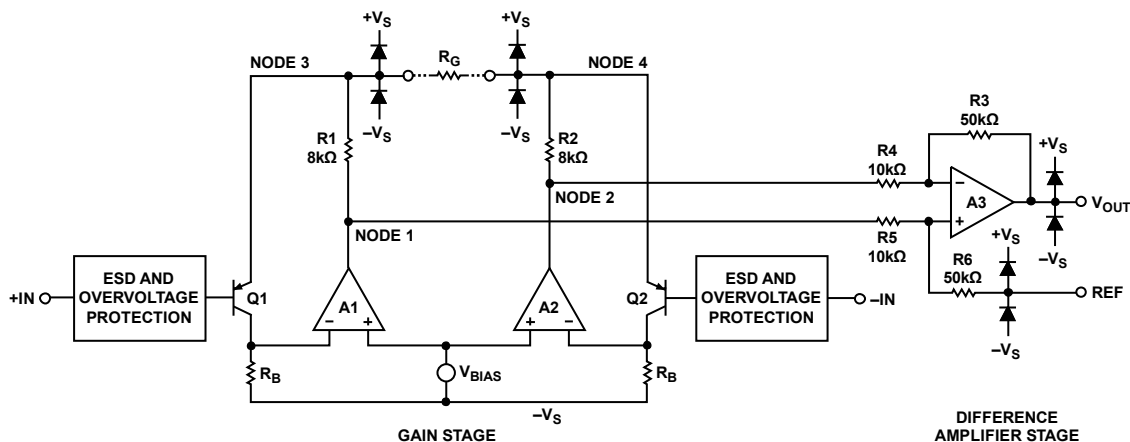 +VS
+VS
NODE 3
RG
NODE 4
−VS
−VS
R1
8kΩ
R2
8kΩ
R3
50kΩ
R4
10kΩ
+VS
NODE 2
−
A3
+
VOUT
NODE 1
R5
10kΩ
+VS
−VS
R6
50kΩ
REF
−VS
+IN
ESD AND
OVERVOLTAGE
PROTECTION
Q1
A1
− +
A2
+ −
Q2
ESD AND
OVERVOLTAGE
PROTECTION
−IN
RB
VBIAS
RB
−VS
GAIN STAGE
DIFFERENCE
AMPLIFIER STAGE